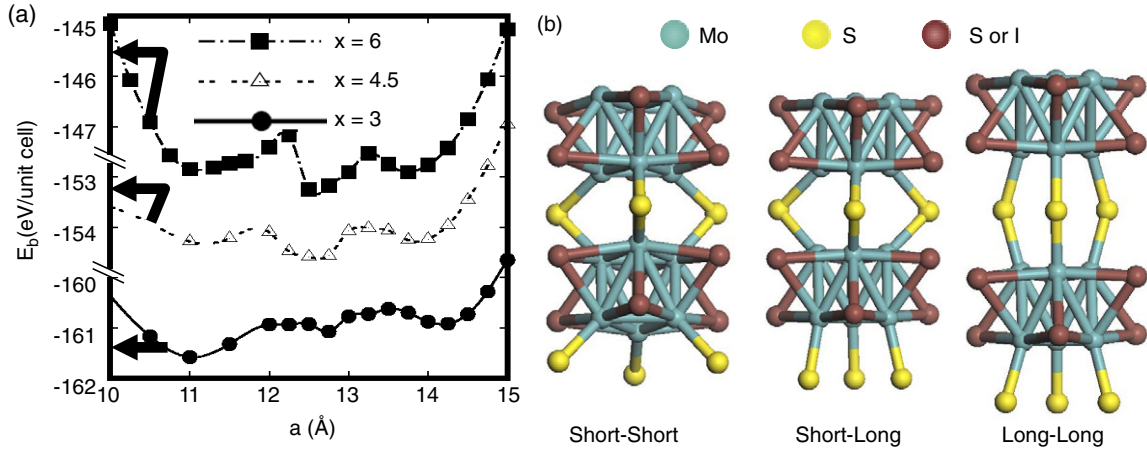 (a)
-145
-146
-147
-153
-154
-160
-161
-162
E_b(eV/unit cell)
x = 6
x = 4.5
x = 3
10 11 12 13 14 15
a (Å)
(b)
Mo S S or I
Short-Short Short-Long Long-Long